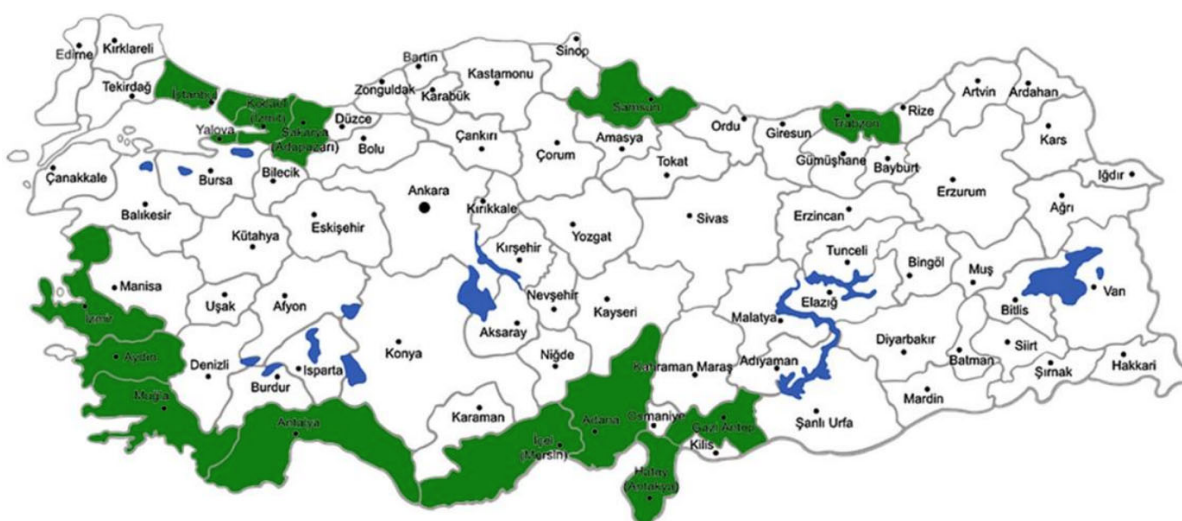 Edirne
Kırklareli
Tekirdağ
İstanbul
Kocaeli
(İzmit)
Yalova
Sakarya
(Adapazarı)
Düzce
Bolu
Zonguldak
Bartın
Karabük
Kastamonu
Sinop
Çankırı
Çorum
Samsun
Amasya
Tokat
Ordu
Giresun
Trabzon
Gümüşhane
Bayburt
Rize
Artvin
Ardahan
Kars
Iğdır
Ağrı
Erzurum
Erzincan
Çanakkale
Balıkesir
Bursa
Bilecik
Kütahya
Eskişehir
Ankara
Kırıkkale
Kırşehir
Yozgat
Sivas
Tunceli
Bingöl
Muş
Bitlis
Van
Manisa
İzmir
Uşak
Afyon
Aksaray
Nevşehir
Kayseri
Malatya
Elazığ
Diyarbakır
Batman
Siirt
Şırnak
Hakkari
Aydın
Denizli
Muğla
Burdur
Isparta
Konya
Niğde
Karaman
Antalya
İçel
(Mersin)
Adana
Kahraman Maraş
Osmaniye
Adıyaman
Gazi Antep
Kilis
Hatay
(Antakya)
Şanlı Urfa
Mardin